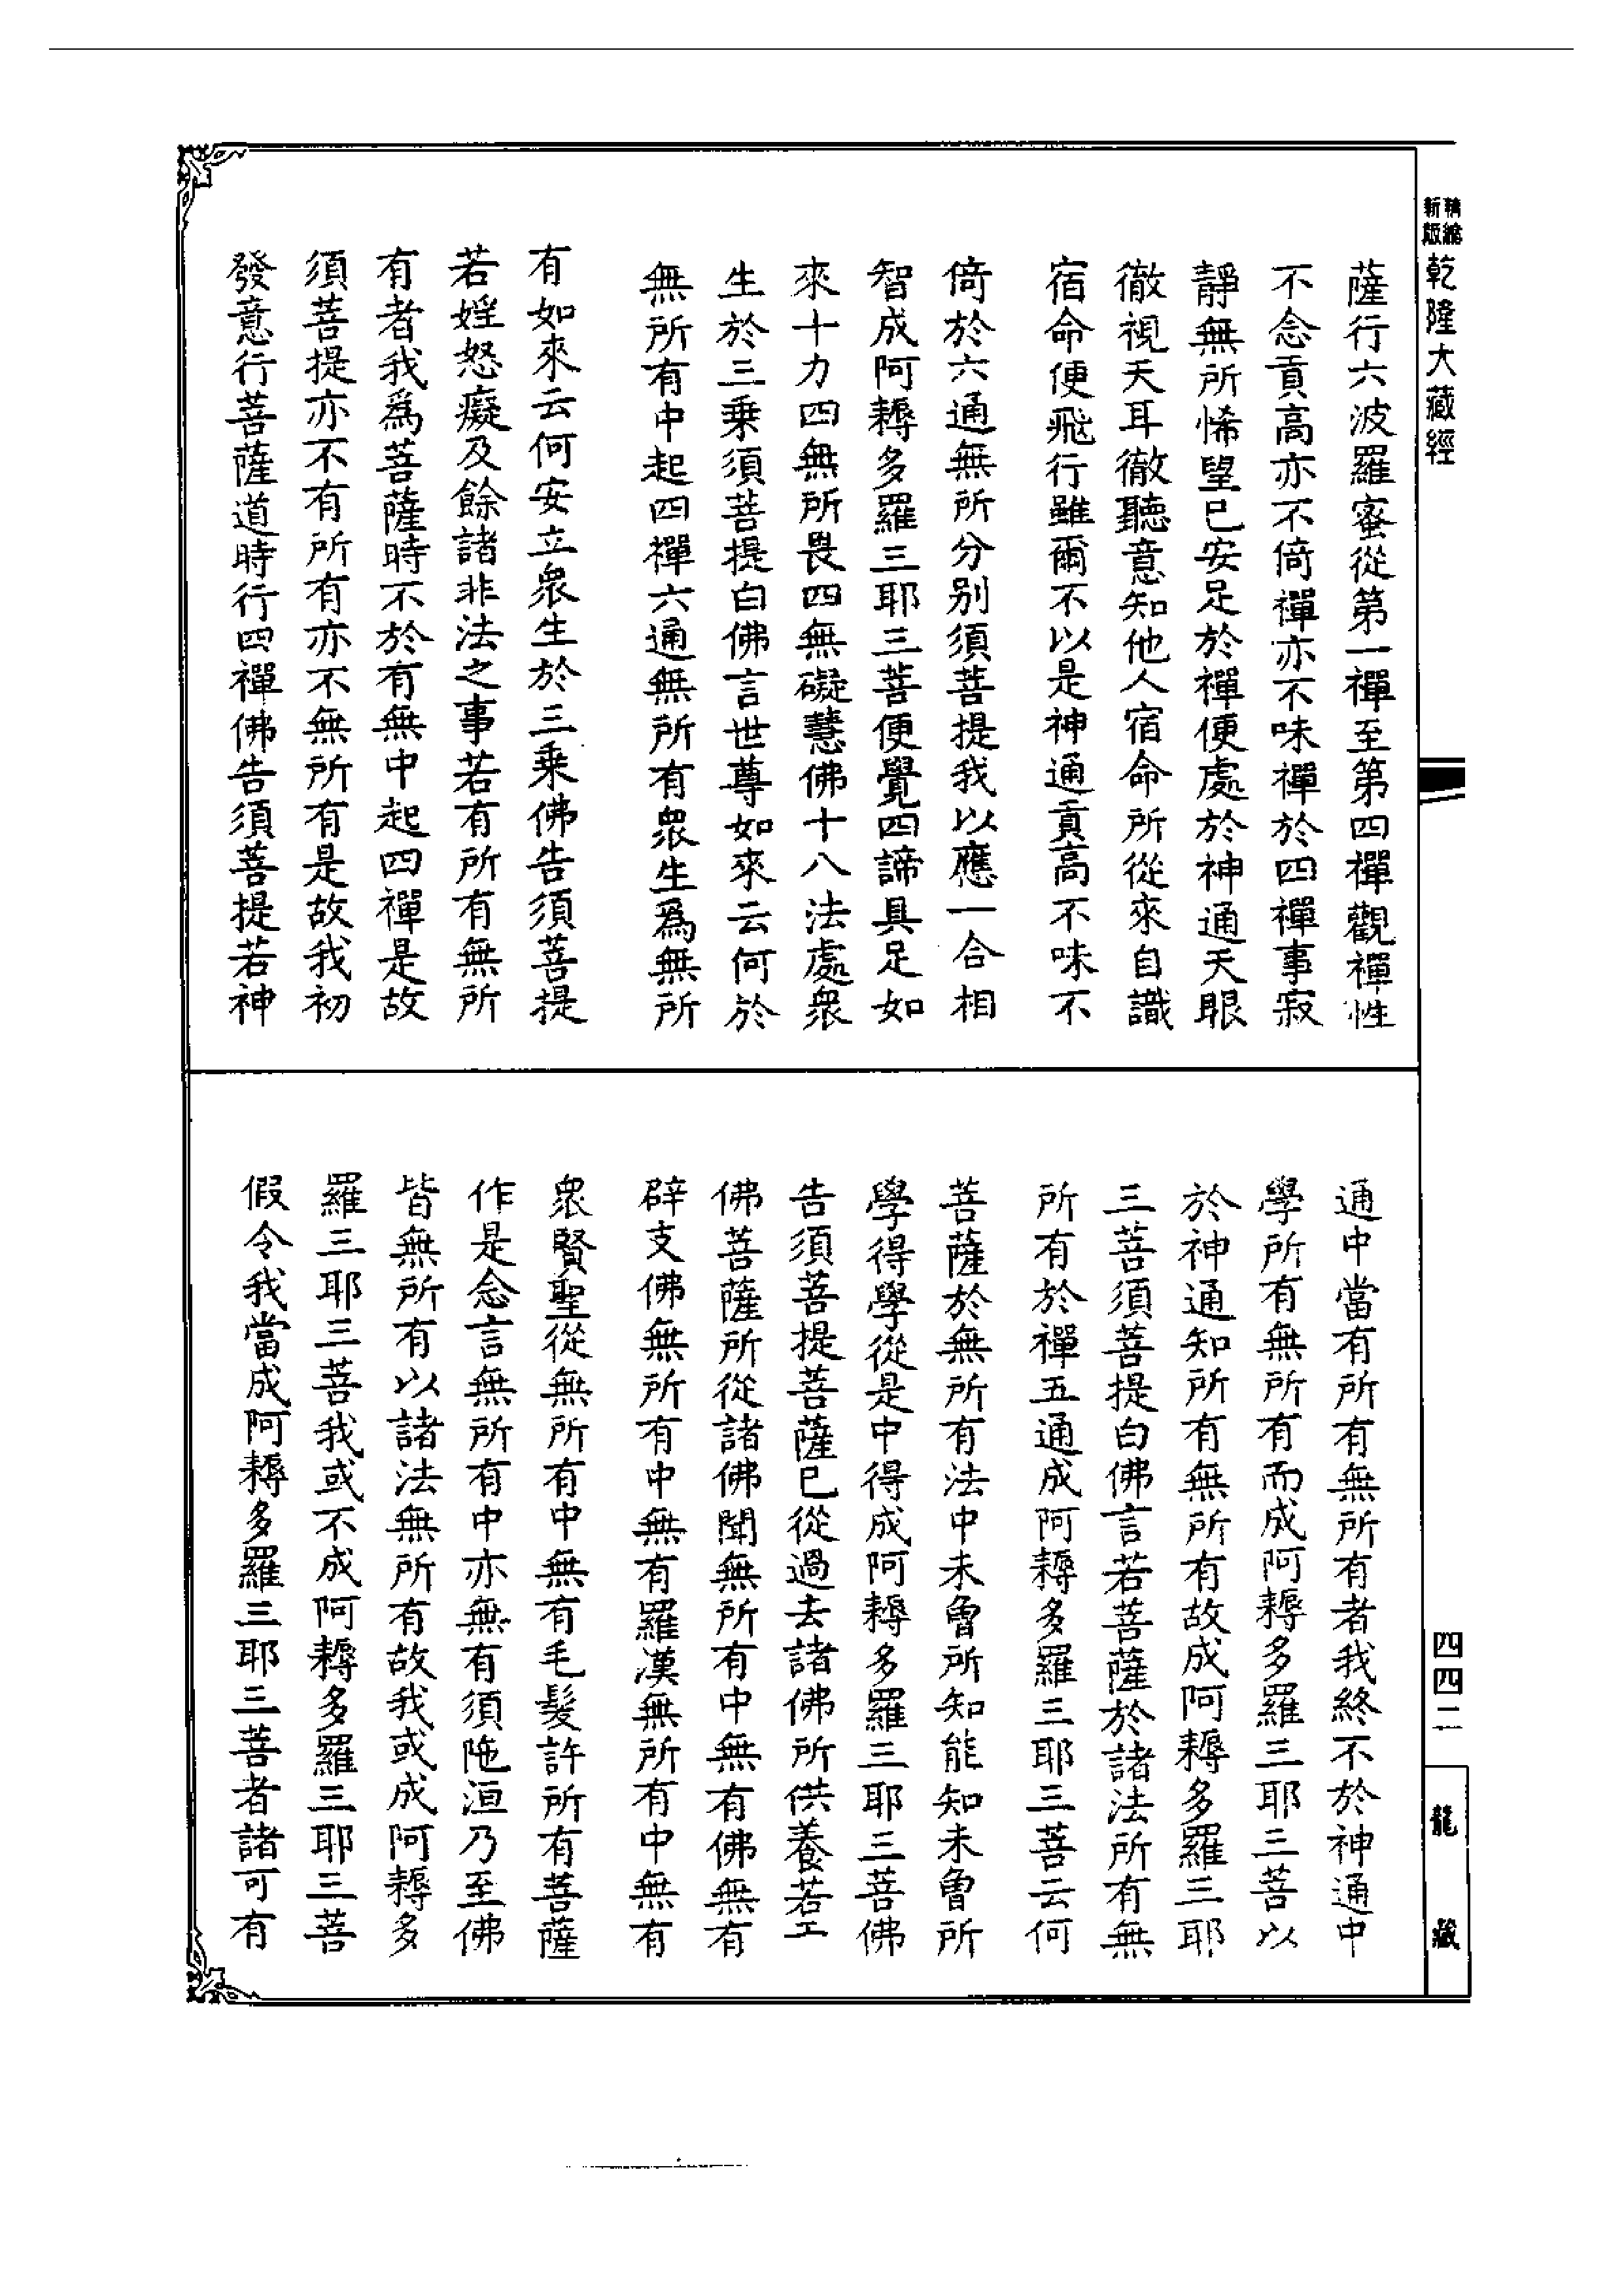 精編新版乾隆大藏經
薩行六波羅蜜從第一禪至第四禪觀禪性
不念貢高亦不倚禪亦不味禪於四禪事寂
靜無所悕望已安足於禪便處於神通天眼
徹視天耳徹聽意知他人宿命所從來自識
宿命便飛行雖爾不以是神通貢高不味不
倚於六通無所分別須菩提我以應一合相
智成阿耨多羅三耶三菩便覺四諦具足如
來十力四無所畏四無礙慧佛十八法處眾
生於三乘須菩提白佛言世尊如來云何於
無所有中起四禪六通無所有眾生爲無所
有如來云何安立眾生於三乘佛告須菩提
若婬怒癡及餘諸非法之事若有所有無所
有者我爲菩薩時不於有無中起四禪是故
須菩提亦不有所有亦不無所有是故我初
發意行菩薩道時行四禪佛告須菩提若神
通中當有所有無所有者我終不於神通中
學所有無所有而成阿耨多羅三耶三菩以
於神通知所有無所有故成阿耨多羅三耶
三菩須菩提白佛言若菩薩於諸法所有無
所有於禪五通成阿耨多羅三耶三菩云何
菩薩於無所有法中未曾所知能知未曾所
學得學從是中得成阿耨多羅三耶三菩佛
告須菩提菩薩已從過去諸佛所供養若干
佛菩薩所從諸佛聞無所有中無有佛無有
辟支佛無所有中無有羅漢無所有中無有
眾賢聖從無所有中無有毛髮許所有菩薩
作是念言無所有中亦無有須陁洹乃至佛
皆無所有以諸法無所有故我或成阿耨多
羅三耶三菩我或不成阿耨多羅三耶三菩
假令我當成阿耨多羅三耶三菩者諸可有
四四二
龍藏